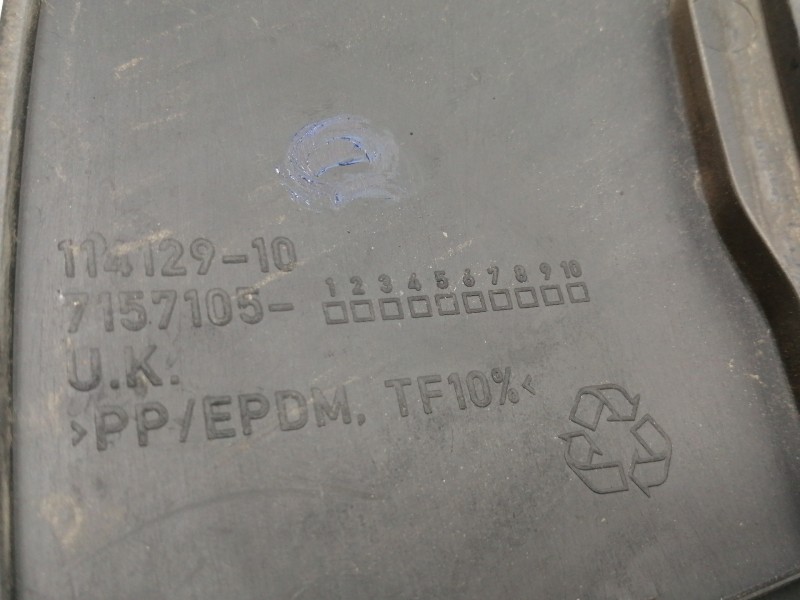 114129-10
1 2 3 4 5 6 7 8 9 10
7157105-
U.K.
>PP/EPDM, TF10%<